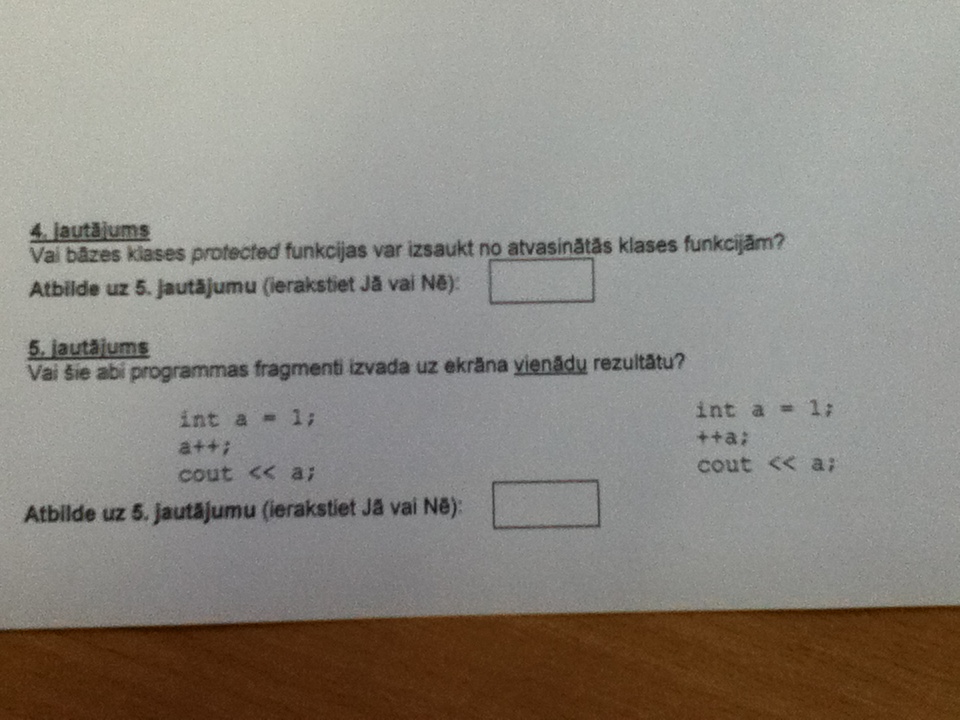 4. jautājums
Vai bāzes klases protected funkcijas var izsaukt no atvasinātās klases funkcijām?
Atbilde uz 5. jautājumu (ierakstiet Jā vai Nē):
5. jautājums
Vai šie abi programmas fragmenti izvada uz ekrāna vienādu rezultātu?
int a = 1; int a = 1;
a++; ++a;
cout << a; cout << a;
Atbilde uz 5. jautājumu (ierakstiet Jā vai Nē):